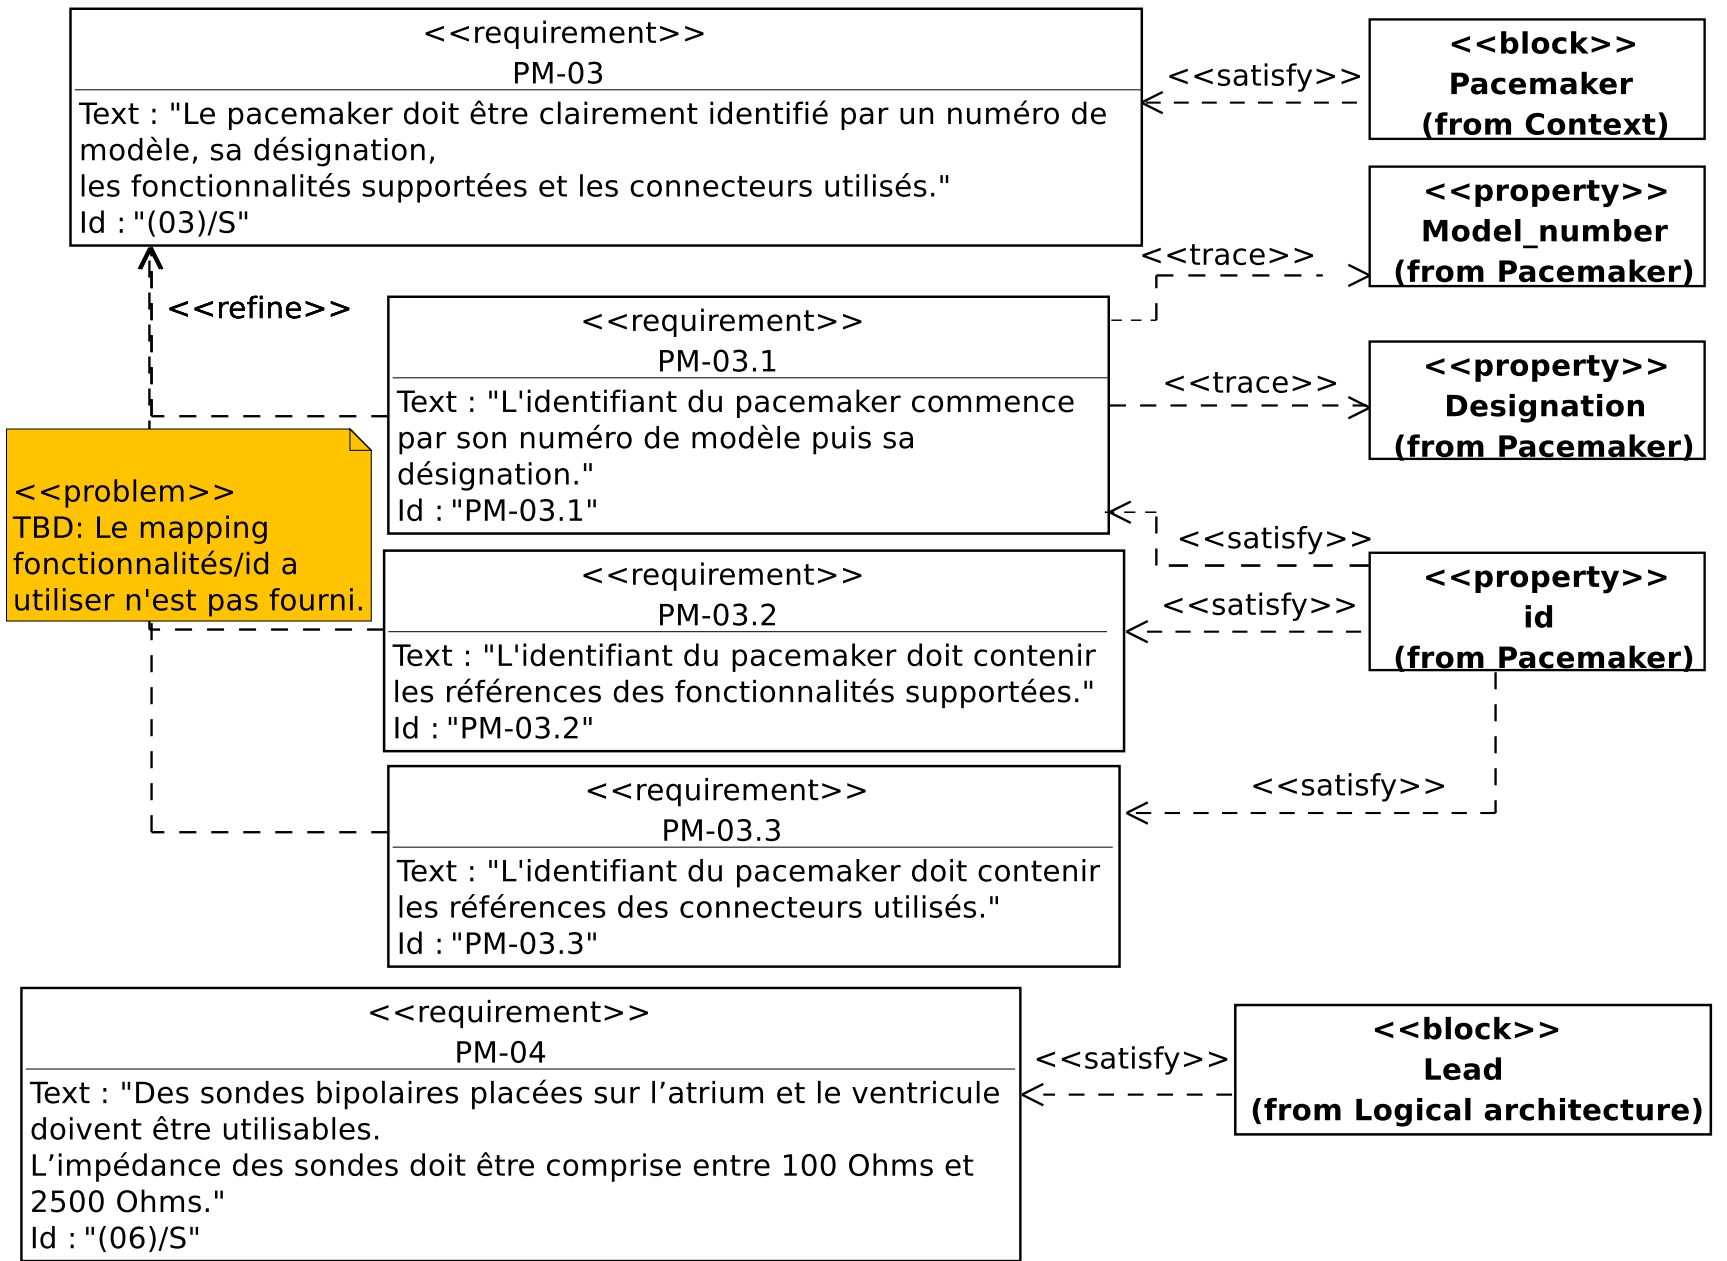 <<requirement>>
PM-03
Text : "Le pacemaker doit être clairement identifié par un numéro de
modèle, sa désignation,
les fonctionnalités supportées et les connecteurs utilisés."
Id : "(03)/S"
<<satisfy>>
<<block>>
Pacemaker
(from Context)
<<trace>>
<<property>>
Model_number
(from Pacemaker)
<<refine>>
<<requirement>>
PM-03.1
Text : "L'identifiant du pacemaker commence
par son numéro de modèle puis sa
désignation."
Id : "PM-03.1"
<<trace>>
<<property>>
Designation
(from Pacemaker)
<<problem>>
TBD: Le mapping
fonctionnalités/id a
utiliser n'est pas fourni.
<<satisfy>>
<<requirement>>
PM-03.2
Text : "L'identifiant du pacemaker doit contenir
les références des fonctionnalités supportées."
Id : "PM-03.2"
<<satisfy>>
<<property>>
id
(from Pacemaker)
<<requirement>>
PM-03.3
Text : "L'identifiant du pacemaker doit contenir
les références des connecteurs utilisés."
Id : "PM-03.3"
<<satisfy>>
<<requirement>>
PM-04
Text : "Des sondes bipolaires placées sur l’atrium et le ventricule
doivent être utilisables.
L’impédance des sondes doit être comprise entre 100 Ohms et
2500 Ohms."
Id : "(06)/S"
<<satisfy>>
<<block>>
Lead
(from Logical architecture)